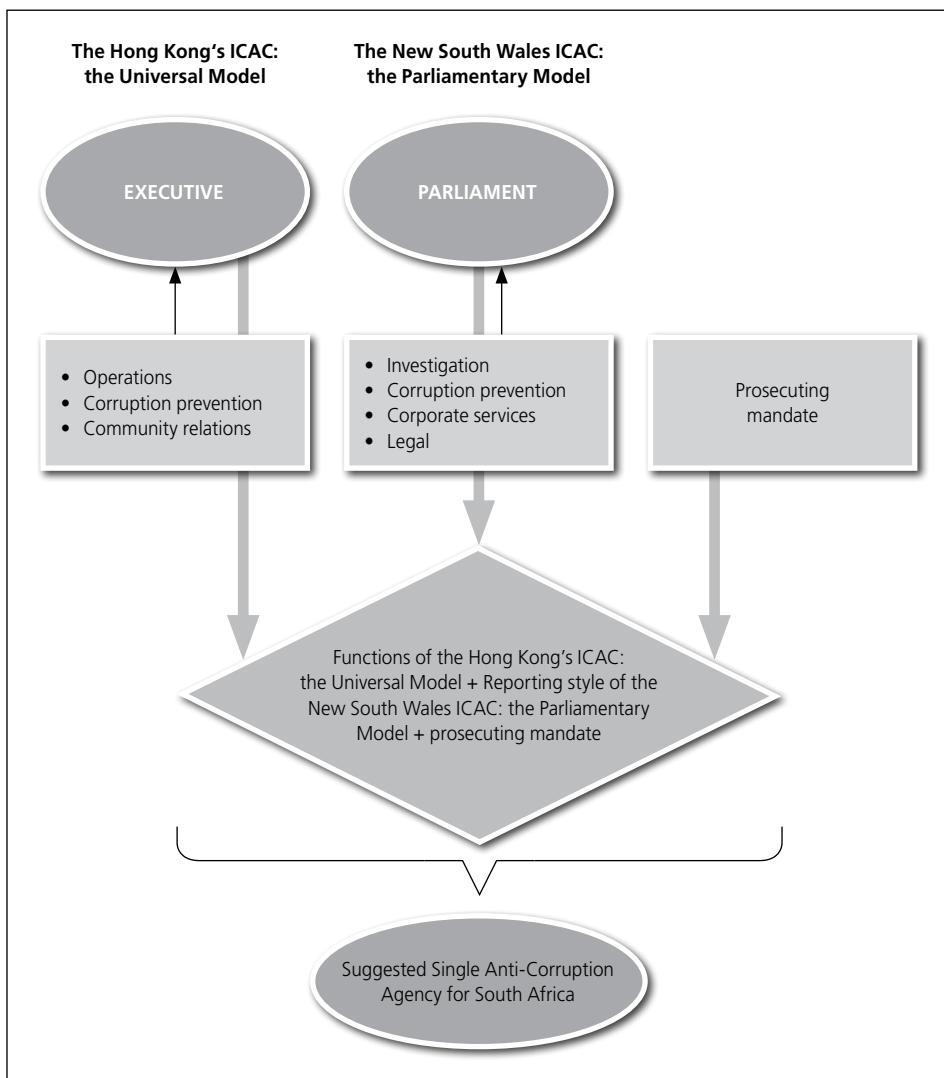 The Hong Kong‘s ICAC:
the Universal Model
The New South Wales ICAC:
the Parliamentary Model
EXECUTIVE
PARLIAMENT
• Operations
• Corruption prevention
• Community relations
• Investigation
• Corruption prevention
• Corporate services
• Legal
Prosecuting
mandate
Functions of the Hong Kong’s ICAC:
the Universal Model + Reporting style of the
New South Wales ICAC: the Parliamentary
Model + prosecuting mandate
Suggested Single Anti-Corruption
Agency for South Africa